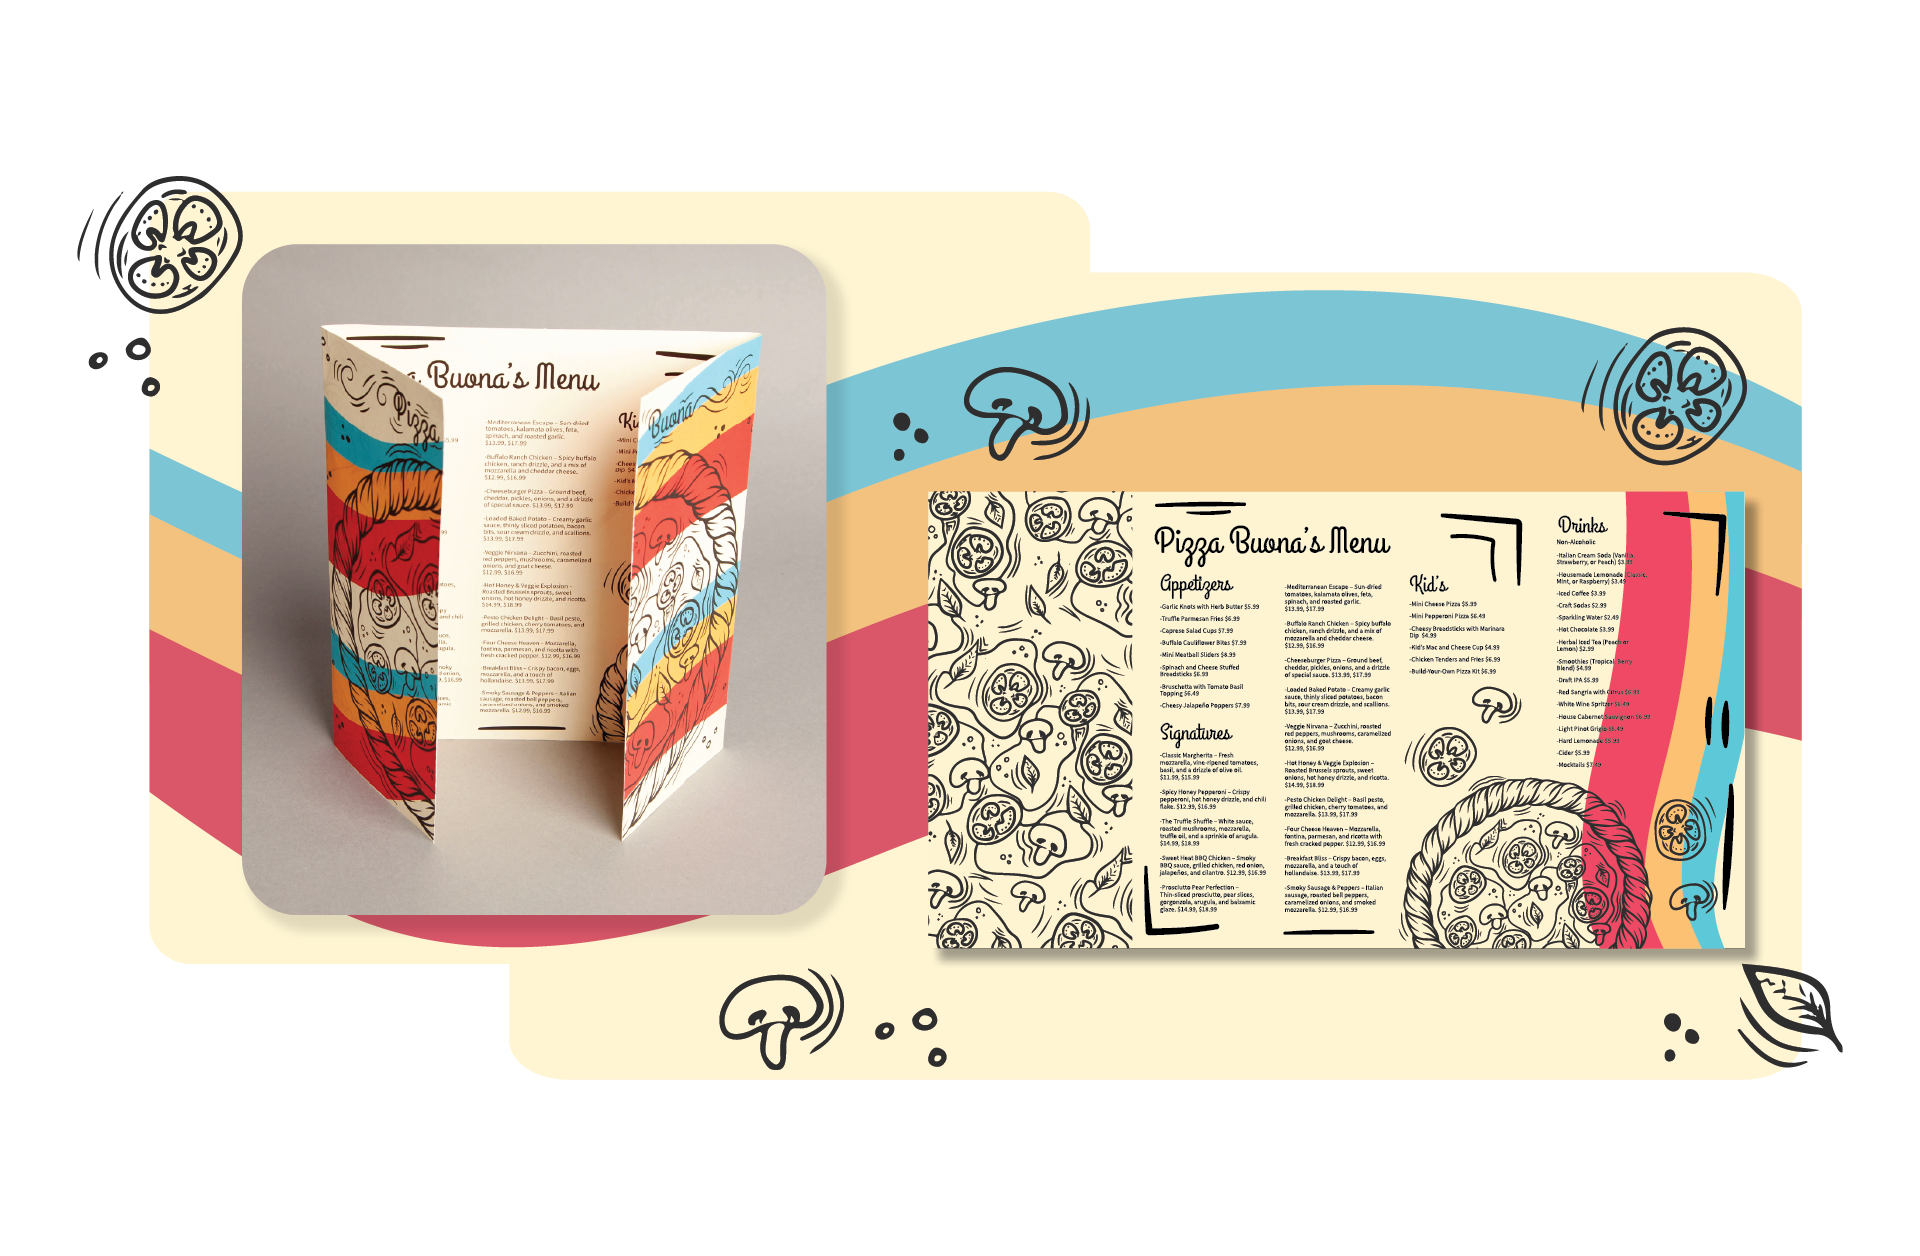 Pizza
a Buona's Menu
Buona
5.99
99
atoes,
and chili
uce,
rugula.
moky
d onion,
, $16.99
-Mediterranean Escape – Sun-dried
tomatoes, kalamata olives, feta,
spinach, and roasted garlic.
$13.99, $17.99
-Buffalo Ranch Chicken – Spicy buffalo
chicken, ranch drizzle, and a mix of
mozzarella and cheddar cheese.
$12.99, $16.99
-Cheeseburger Pizza – Ground beef,
cheddar, pickles, onions, and a drizzle
of special sauce. $13.99, $17.99
-Loaded Baked Potato – Creamy garlic
sauce, thinly sliced potatoes, bacon
bits, sour cream drizzle, and scallions.
$13.99, $17.99
-Veggie Nirvana – Zucchini, roasted
red peppers, mushrooms, caramelized
onions, and goat cheese.
$12.99, $16.99
-Hot Honey & Veggie Explosion –
Roasted Brussels sprouts, sweet
onions, hot honey drizzle, and ricotta.
$14.99, $18.99
-Pesto Chicken Delight – Basil pesto,
grilled chicken, cherry tomatoes, and
mozzarella. $13.99, $17.99
-Four Cheese Heaven – Mozzarella,
fontina, parmesan, and ricotta with
fresh cracked pepper. $12.99, $16.99
-Breakfast Bliss – Crispy bacon, eggs,
mozzarella, and a touch of
hollandaise. $13.99, $17.99
-Smoky Sausage & Peppers – Italian
sausage, roasted bell peppers,
caramelized onions, and smoked
mozzarella. $12.99, $16.99
Ki
-Mini C
-Mini P
-Chees
Dip $4
-Kid's M
-Chicke
-Build-
Pizza Buona's Menu
Appetizers
-Garlic Knots with Herb Butter $5.99
-Truffle Parmesan Fries $6.99
-Caprese Salad Cups $7.99
-Buffalo Cauliflower Bites $7.99
-Mini Meatball Sliders $8.99
-Spinach and Cheese Stuffed
Breadsticks $6.99
-Bruschetta with Tomato Basil
Topping $6.49
-Cheesy Jalapeño Poppers $7.99
Signatures
-Classic Margherita – Fresh
mozzarella, vine-ripened tomatoes,
basil, and a drizzle of olive oil.
$11.99, $15.99
-Spicy Honey Pepperoni – Crispy
pepperoni, hot honey drizzle, and chili
flake. $12.99, $16.99
-The Truffle Shuffle – White sauce,
roasted mushrooms, mozzarella,
truffle oil, and a sprinkle of arugula.
$14.99, $18.99
-Sweet Heat BBQ Chicken – Smoky
BBQ sauce, grilled chicken, red onion,
jalapeños, and cilantro. $12.99, $16.99
-Prosciutto Pear Perfection –
Thin-sliced prosciutto, pear slices,
gorgonzola, arugula, and balsamic
glaze. $14.99, $18.99
-Mediterranean Escape – Sun-dried
tomatoes, kalamata olives, feta,
spinach, and roasted garlic.
$13.99, $17.99
-Buffalo Ranch Chicken – Spicy buffalo
chicken, ranch drizzle, and a mix of
mozzarella and cheddar cheese.
$12.99, $16.99
-Cheeseburger Pizza – Ground beef,
cheddar, pickles, onions, and a drizzle
of special sauce. $13.99, $17.99
-Loaded Baked Potato – Creamy garlic
sauce, thinly sliced potatoes, bacon
bits, sour cream drizzle, and scallions.
$13.99, $17.99
-Veggie Nirvana – Zucchini, roasted
red peppers, mushrooms, caramelized
onions, and goat cheese.
$12.99, $16.99
-Hot Honey & Veggie Explosion –
Roasted Brussels sprouts, sweet
onions, hot honey drizzle, and ricotta.
$14.99, $18.99
-Pesto Chicken Delight – Basil pesto,
grilled chicken, cherry tomatoes, and
mozzarella. $13.99, $17.99
-Four Cheese Heaven – Mozzarella,
fontina, parmesan, and ricotta with
fresh cracked pepper. $12.99, $16.99
-Breakfast Bliss – Crispy bacon, eggs,
mozzarella, and a touch of
hollandaise. $13.99, $17.99
-Smoky Sausage & Peppers – Italian
sausage, roasted bell peppers,
caramelized onions, and smoked
mozzarella. $12.99, $16.99
Kid's
-Mini Cheese Pizza $5.99
-Mini Pepperoni Pizza $6.49
-Cheesy Breadsticks with Marinara
Dip $4.99
-Kid's Mac and Cheese Cup $4.99
-Chicken Tenders and Fries $6.99
-Build-Your-Own Pizza Kit $6.99
Drinks
Non-Alcoholic
-Italian Cream Soda (Vanilla,
Strawberry, or Peach) $3.99
-Housemade Lemonade (Classic,
Mint, or Raspberry) $3.49
-Iced Coffee $3.99
-Craft Sodas $2.99
-Sparkling Water $2.49
-Hot Chocolate $3.99
-Herbal Iced Tea (Peach or
Lemon) $2.99
-Smoothies (Tropical, Berry
Blend) $4.99
-Draft IPA $5.99
-Red Sangria with Citrus $6.99
-White Wine Spritzer $6.49
-House Cabernet Sauvignon $6.99
-Light Pinot Grigio $6.49
-Hard Lemonade $5.99
-Cider $5.99
-Mocktails $7.49